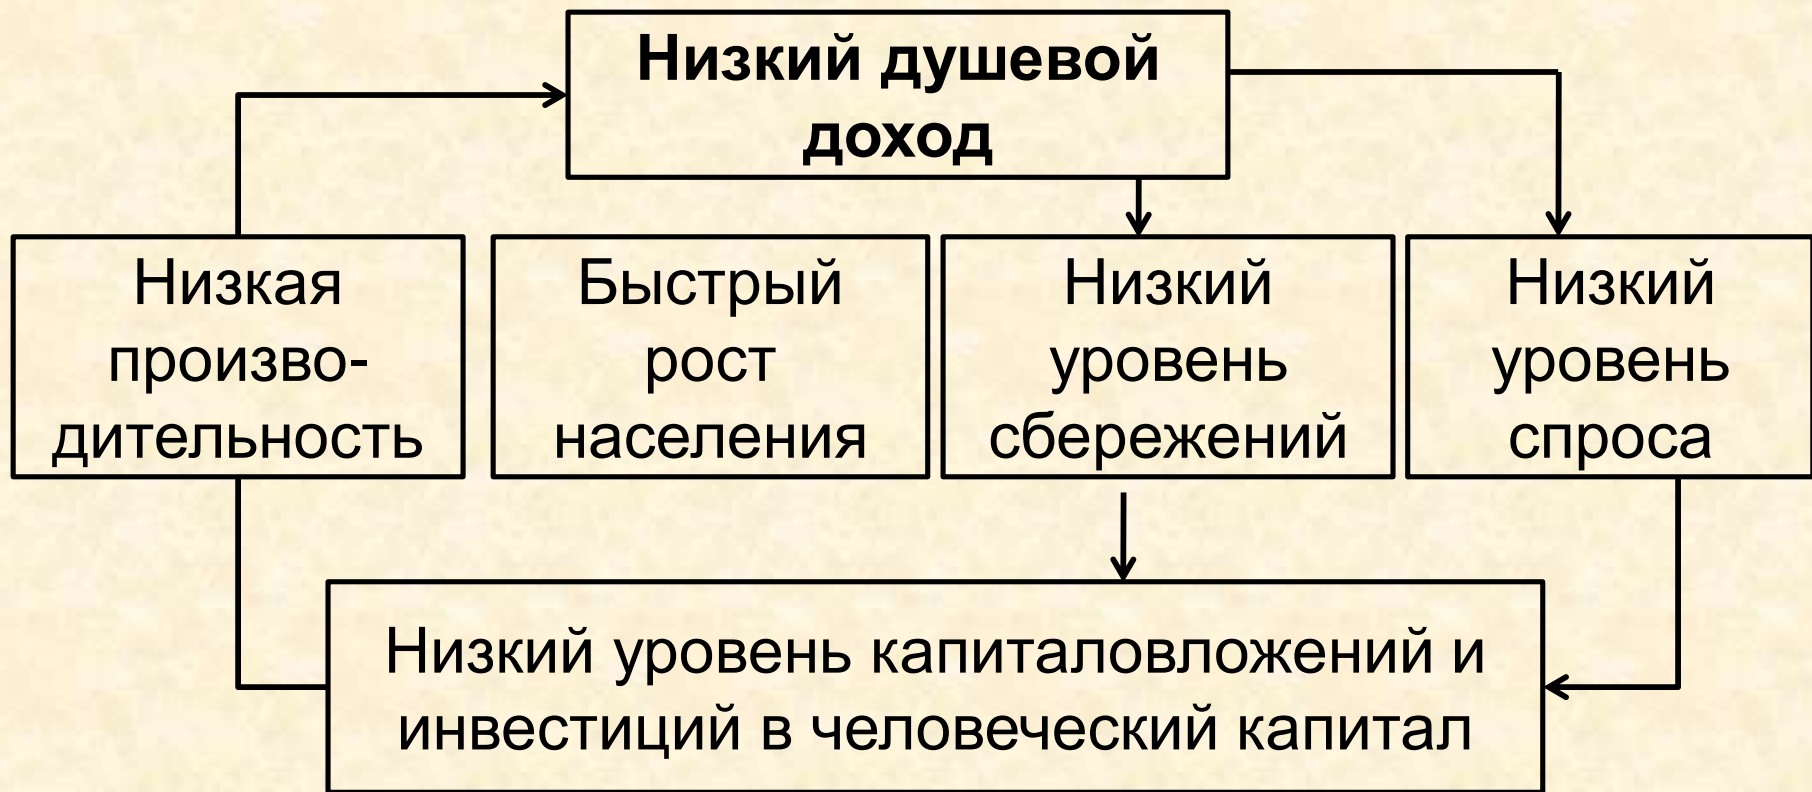 Низкий душевой
доход
Низкая
произво-
дительность
Быстрый
рост
населения
Низкий
уровень
сбережений
Низкий
уровень
спроса
Низкий уровень капиталовложений и
инвестиций в человеческий капитал